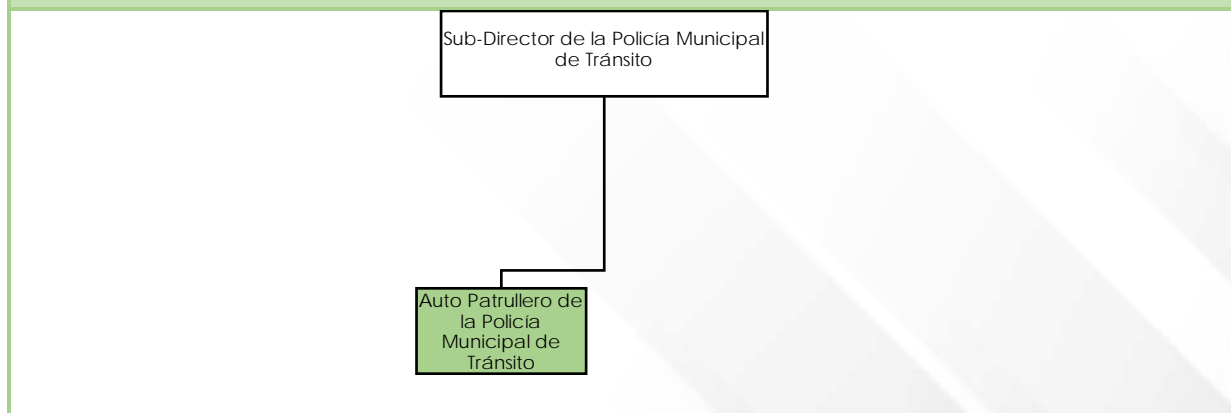 Sub-Director de la Policía Municipal
de Tránsito
Auto Patrullero de
la Policía
Municipal de
Tránsito